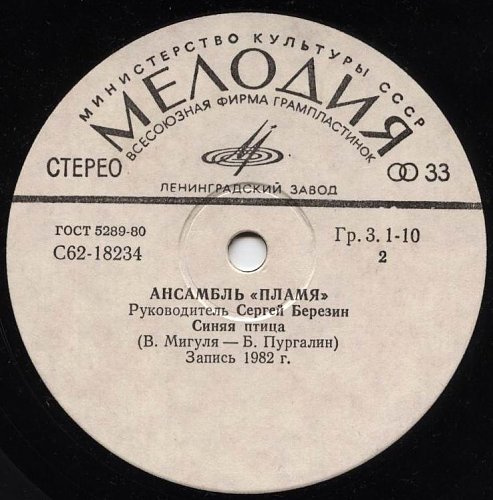 МИНИСТЕРСТВО КУЛЬТУРЫ СССР
МЕЛОДИЯ
ВСЕСОЮЗНАЯ ФИРМА ГРАМПЛАСТИНОК
СТЕРЕО
33
ЛЕНИНГРАДСКИЙ ЗАВОД
ГОСТ 5289-80
Гр. 3. 1-10
С62-18234
2
АНСАМБЛЬ «ПЛАМЯ»
Руководитель Сергей Березин
Синяя птица
(В. Мигуля — Б. Пургалин)
Запись 1982 г.